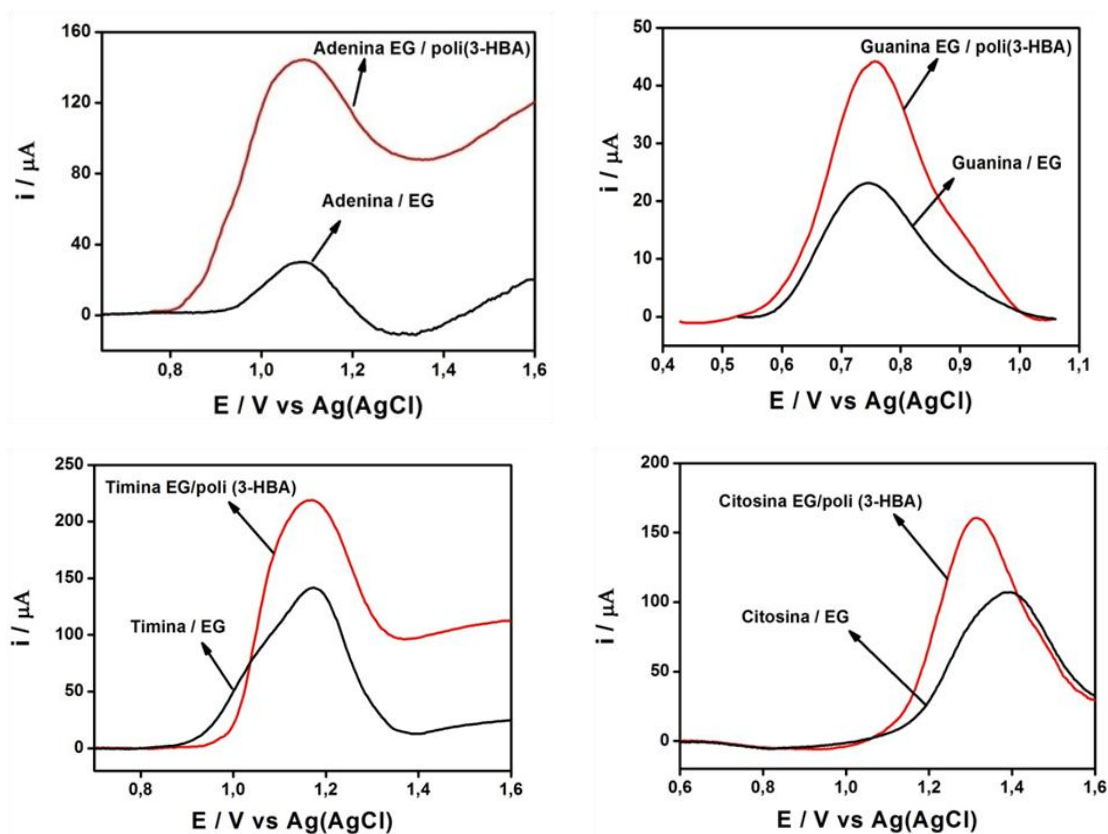 160
120
80
40
0
i / µA
Adenina EG / poli(3-HBA)
Adenina / EG
0,8 1,0 1,2 1,4 1,6
E / V vs Ag(AgCl)
50
40
30
20
10
0
i / µA
Guanina EG / poli(3-HBA)
Guanina / EG
0,4 0,5 0,6 0,7 0,8 0,9 1,0 1,1
E / V vs Ag(AgCl)
250
200
150
100
50
0
i / µA
Timina EG/poli (3-HBA)
Timina / EG
0,8 1,0 1,2 1,4 1,6
E / V vs Ag(AgCl)
200
150
100
50
0
i / µA
Citosina EG/poli (3-HBA)
Citosina / EG
0,6 0,8 1,0 1,2 1,4 1,6
E / V vs Ag(AgCl)